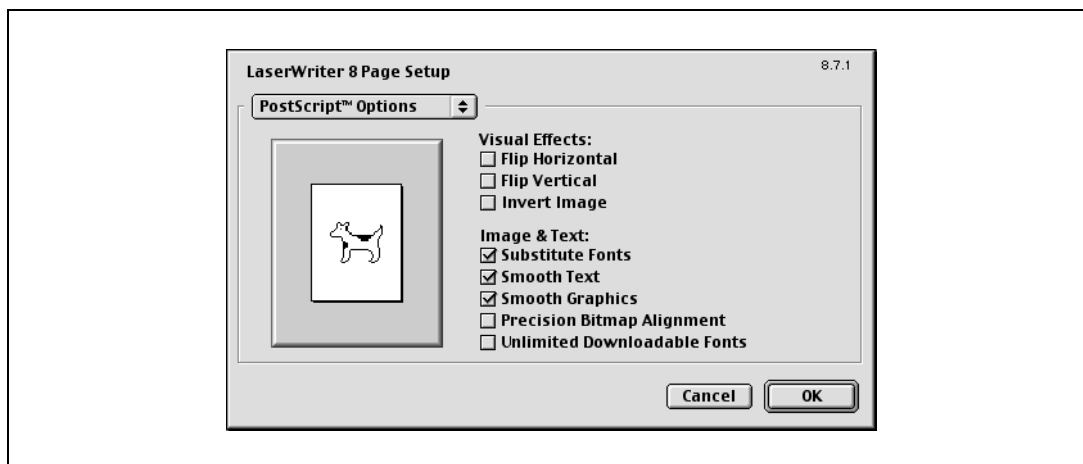 LaserWriter 8 Page Setup
8.7.1
PostScript™ Options
Visual Effects:
Flip Horizontal
Flip Vertical
Invert Image
Image & Text:
Substitute Fonts
Smooth Text
Smooth Graphics
Precision Bitmap Alignment
Unlimited Downloadable Fonts
Cancel
OK